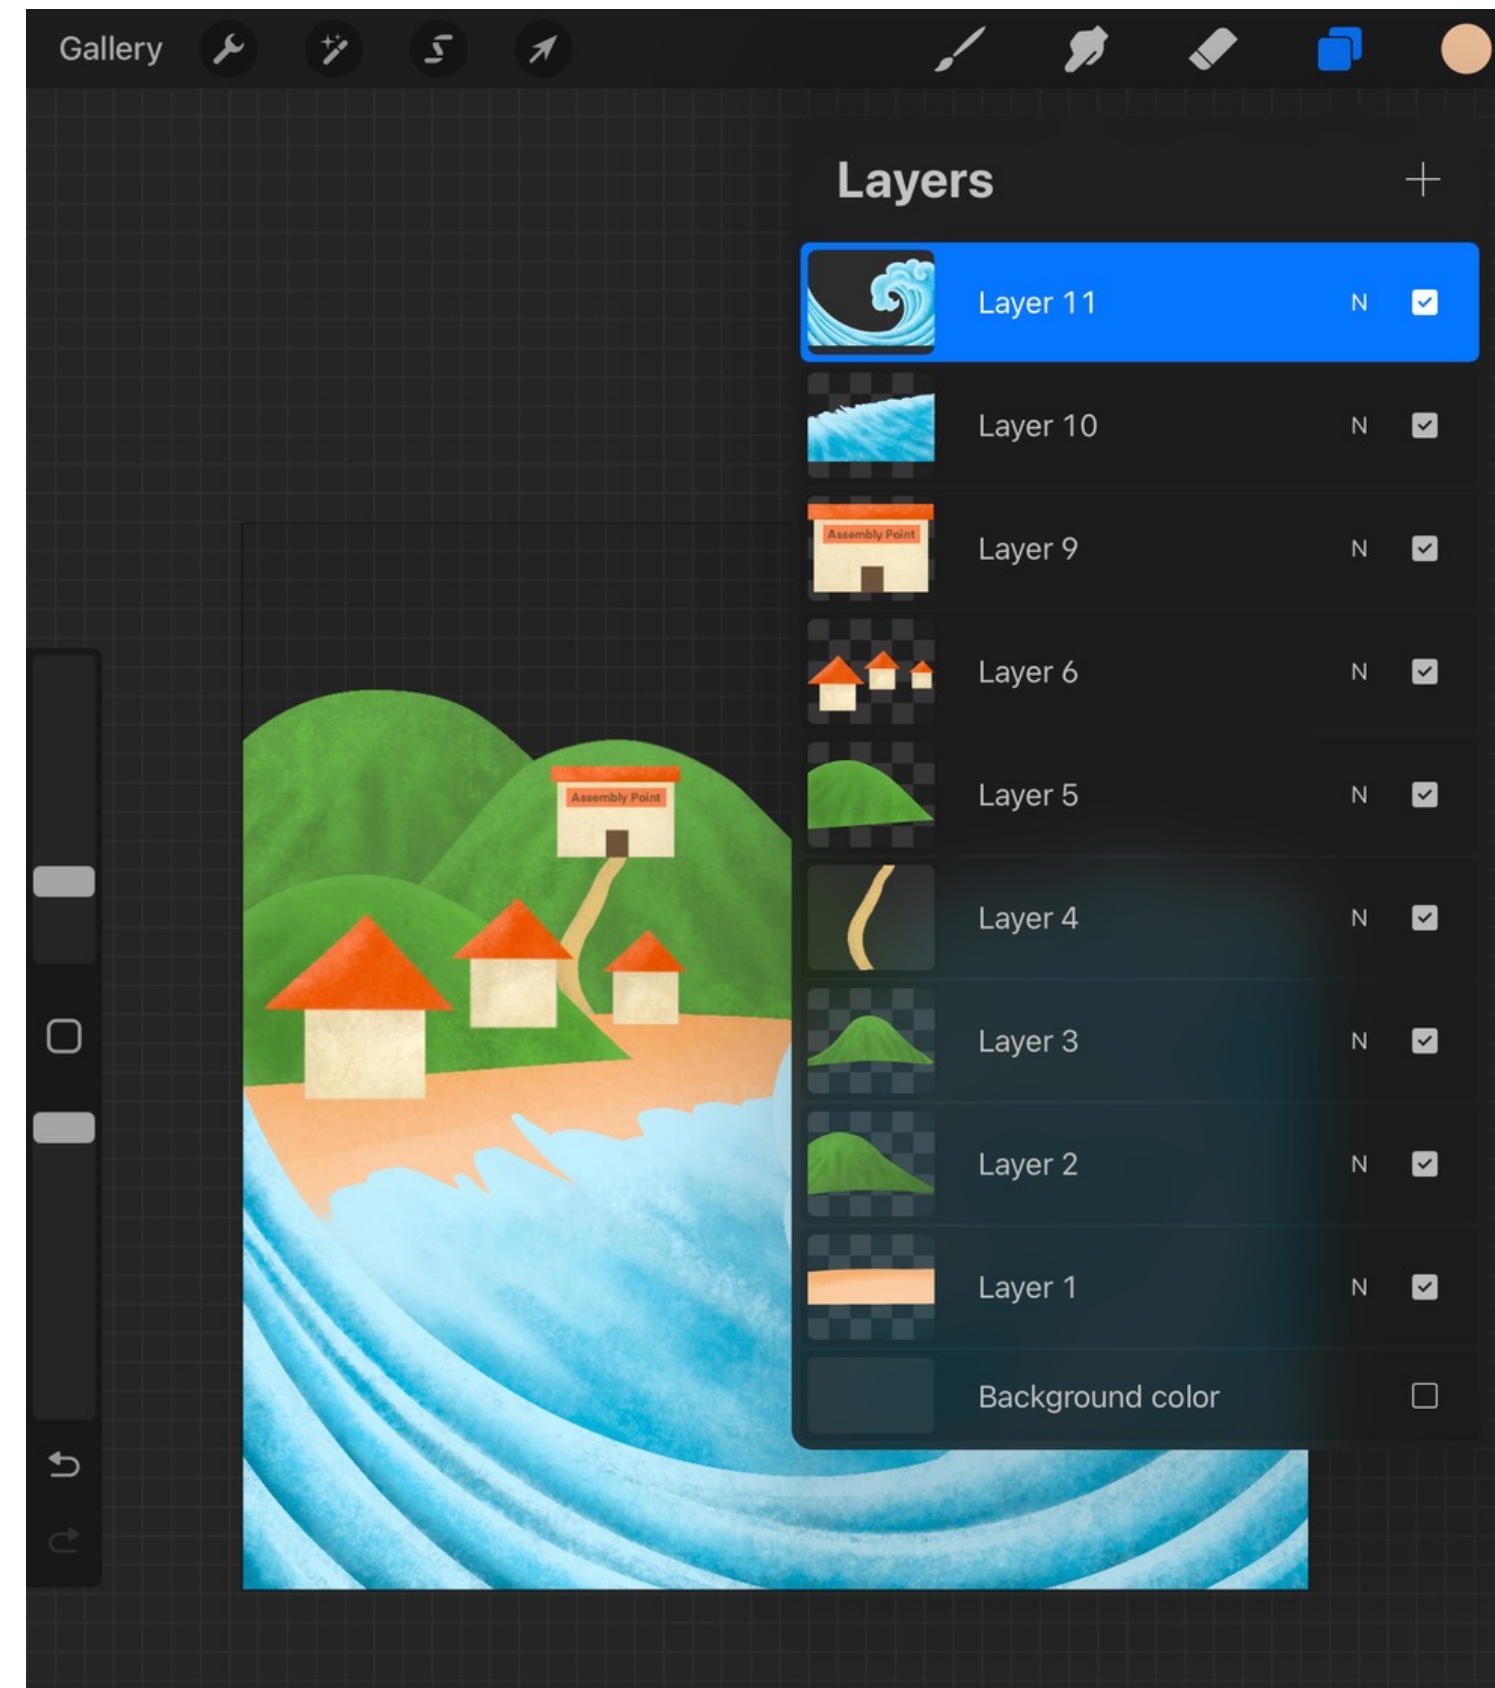 Gallery
Layers
Layer 11 N
Layer 10 N
Assembly Point
Layer 9 N
Layer 6 N
Layer 5 N
Layer 4 N
Layer 3 N
Layer 2 N
Layer 1 N
Background color
Assembly Point